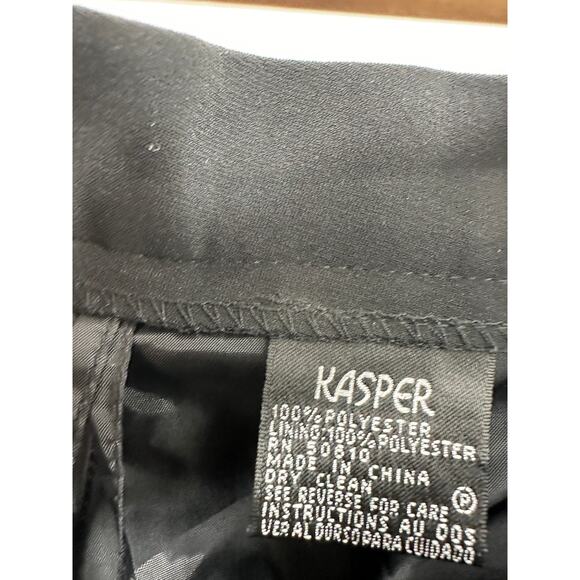 KASPER
100% POLYESTER
LINING:100% POLYESTER
RN 50810
MADE IN CHINA
DRY CLEAN Ⓟ
SEE REVERSE FOR CARE
INSTRUCTIONS AU DOS
VER AL DORSO PARA CUIDADO